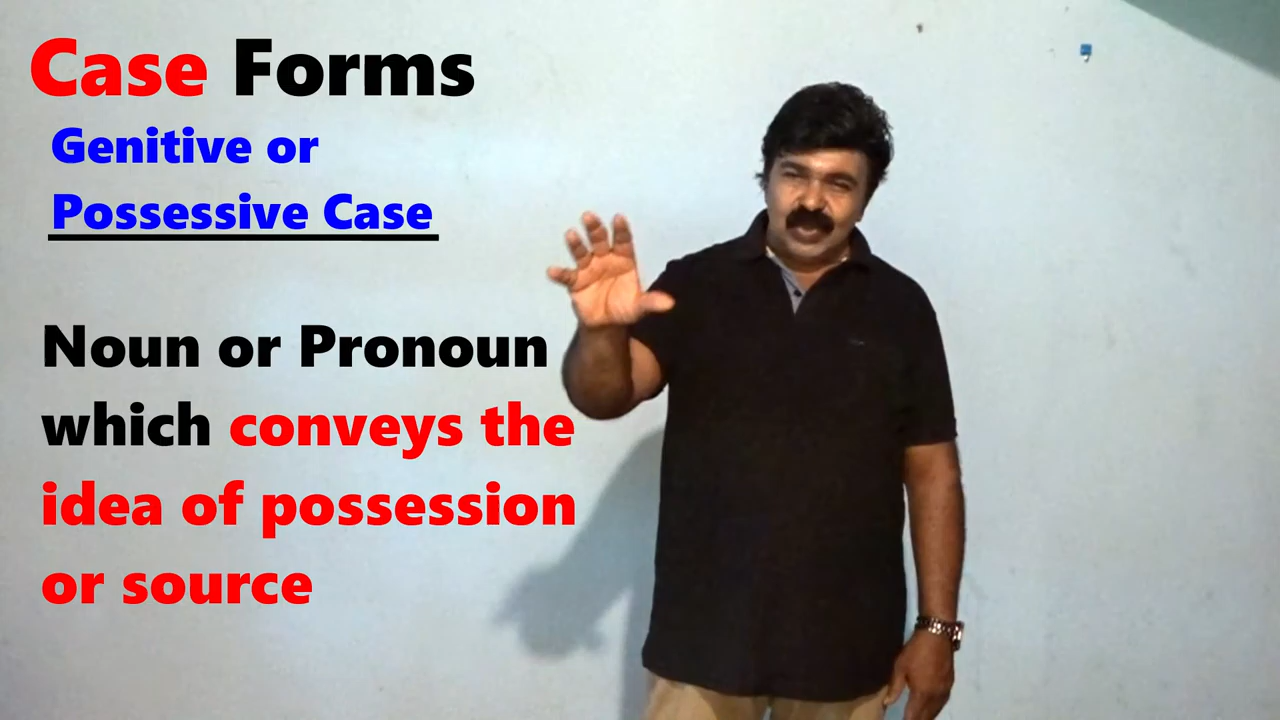 Case Forms
Genitive or
Possessive Case
Noun or Pronoun
which conveys the
idea of possession
or source